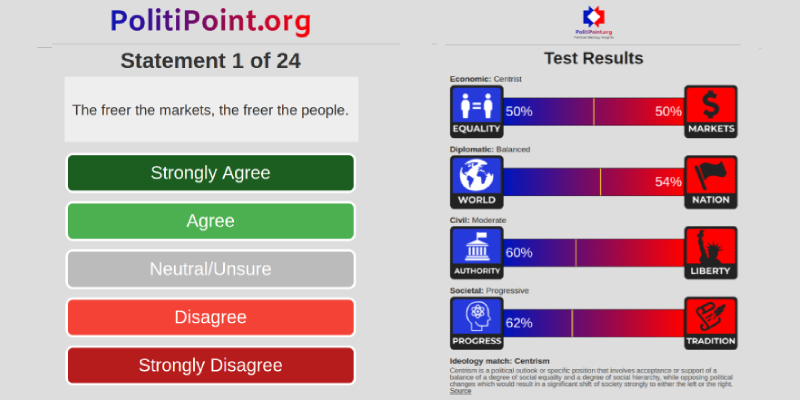 PolitiPoint.org
Statement 1 of 24
The freer the markets, the freer the people.
Strongly Agree
Agree
Neutral/Unsure
Disagree
Strongly Disagree
PolitiPoint.org
Test Results
Economic: Centrist
50% 50%
EQUALITY MARKETS
Diplomatic: Balanced
54%
WORLD NATION
Civil: Moderate
60%
AUTHORITY LIBERTY
Societal: Progressive
62%
PROGRESS TRADITION
Ideology match: Centrism
Centrism is a political outlook or specific position that involves acceptance or support of a
balance of a degree of social equality and a degree of social hierarchy, while opposing political
changes which would result in a significant shift of society strongly to either the left or the right.
Source